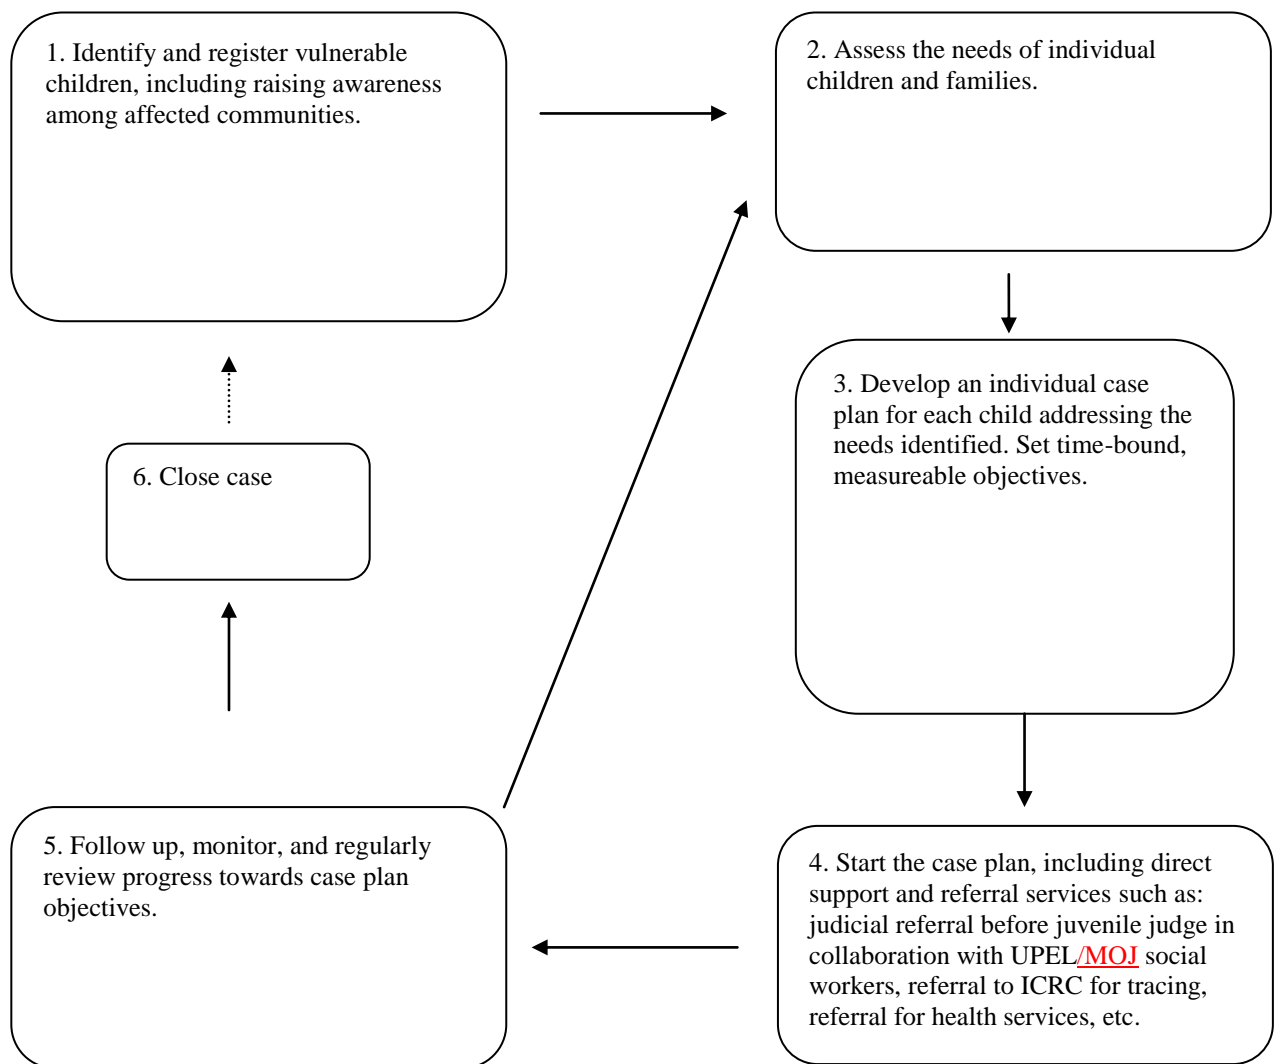 1. Identify and register vulnerable
children, including raising awareness
among affected communities.
2. Assess the needs of individual
children and families.
3. Develop an individual case
plan for each child addressing the
needs identified. Set time-bound,
measureable objectives.
4. Start the case plan, including direct
support and referral services such as:
judicial referral before juvenile judge in
collaboration with UPEL/MOJ social
workers, referral to ICRC for tracing,
referral for health services, etc.
5. Follow up, monitor, and regularly
review progress towards case plan
objectives.
6. Close case